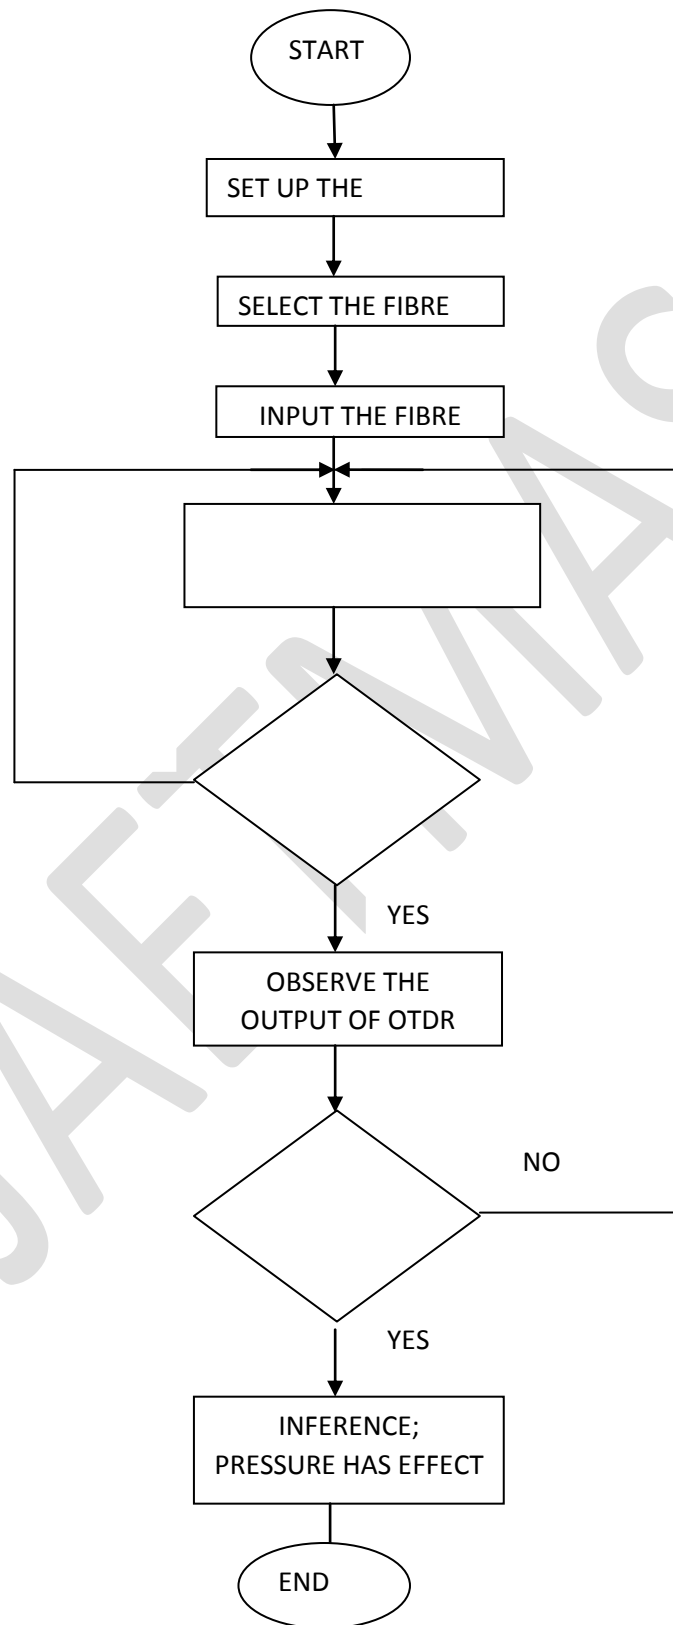 START
SET UP THE
SELECT THE FIBRE
INPUT THE FIBRE
YES
OBSERVE THE
OUTPUT OF OTDR
NO
YES
INFERENCE;
PRESSURE HAS EFFECT
END